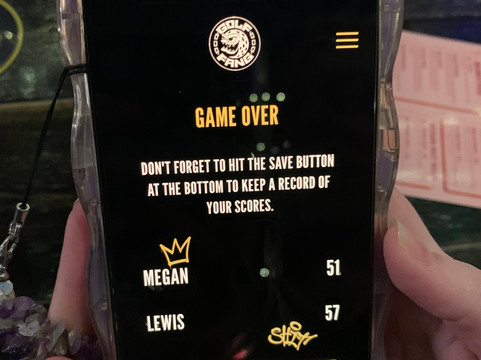 GOLF
FANG
GAME OVER
DON'T FORGET TO HIT THE SAVE BUTTON
AT THE BOTTOM TO KEEP A RECORD OF
YOUR SCORES.
MEGAN 51
LEWIS 57